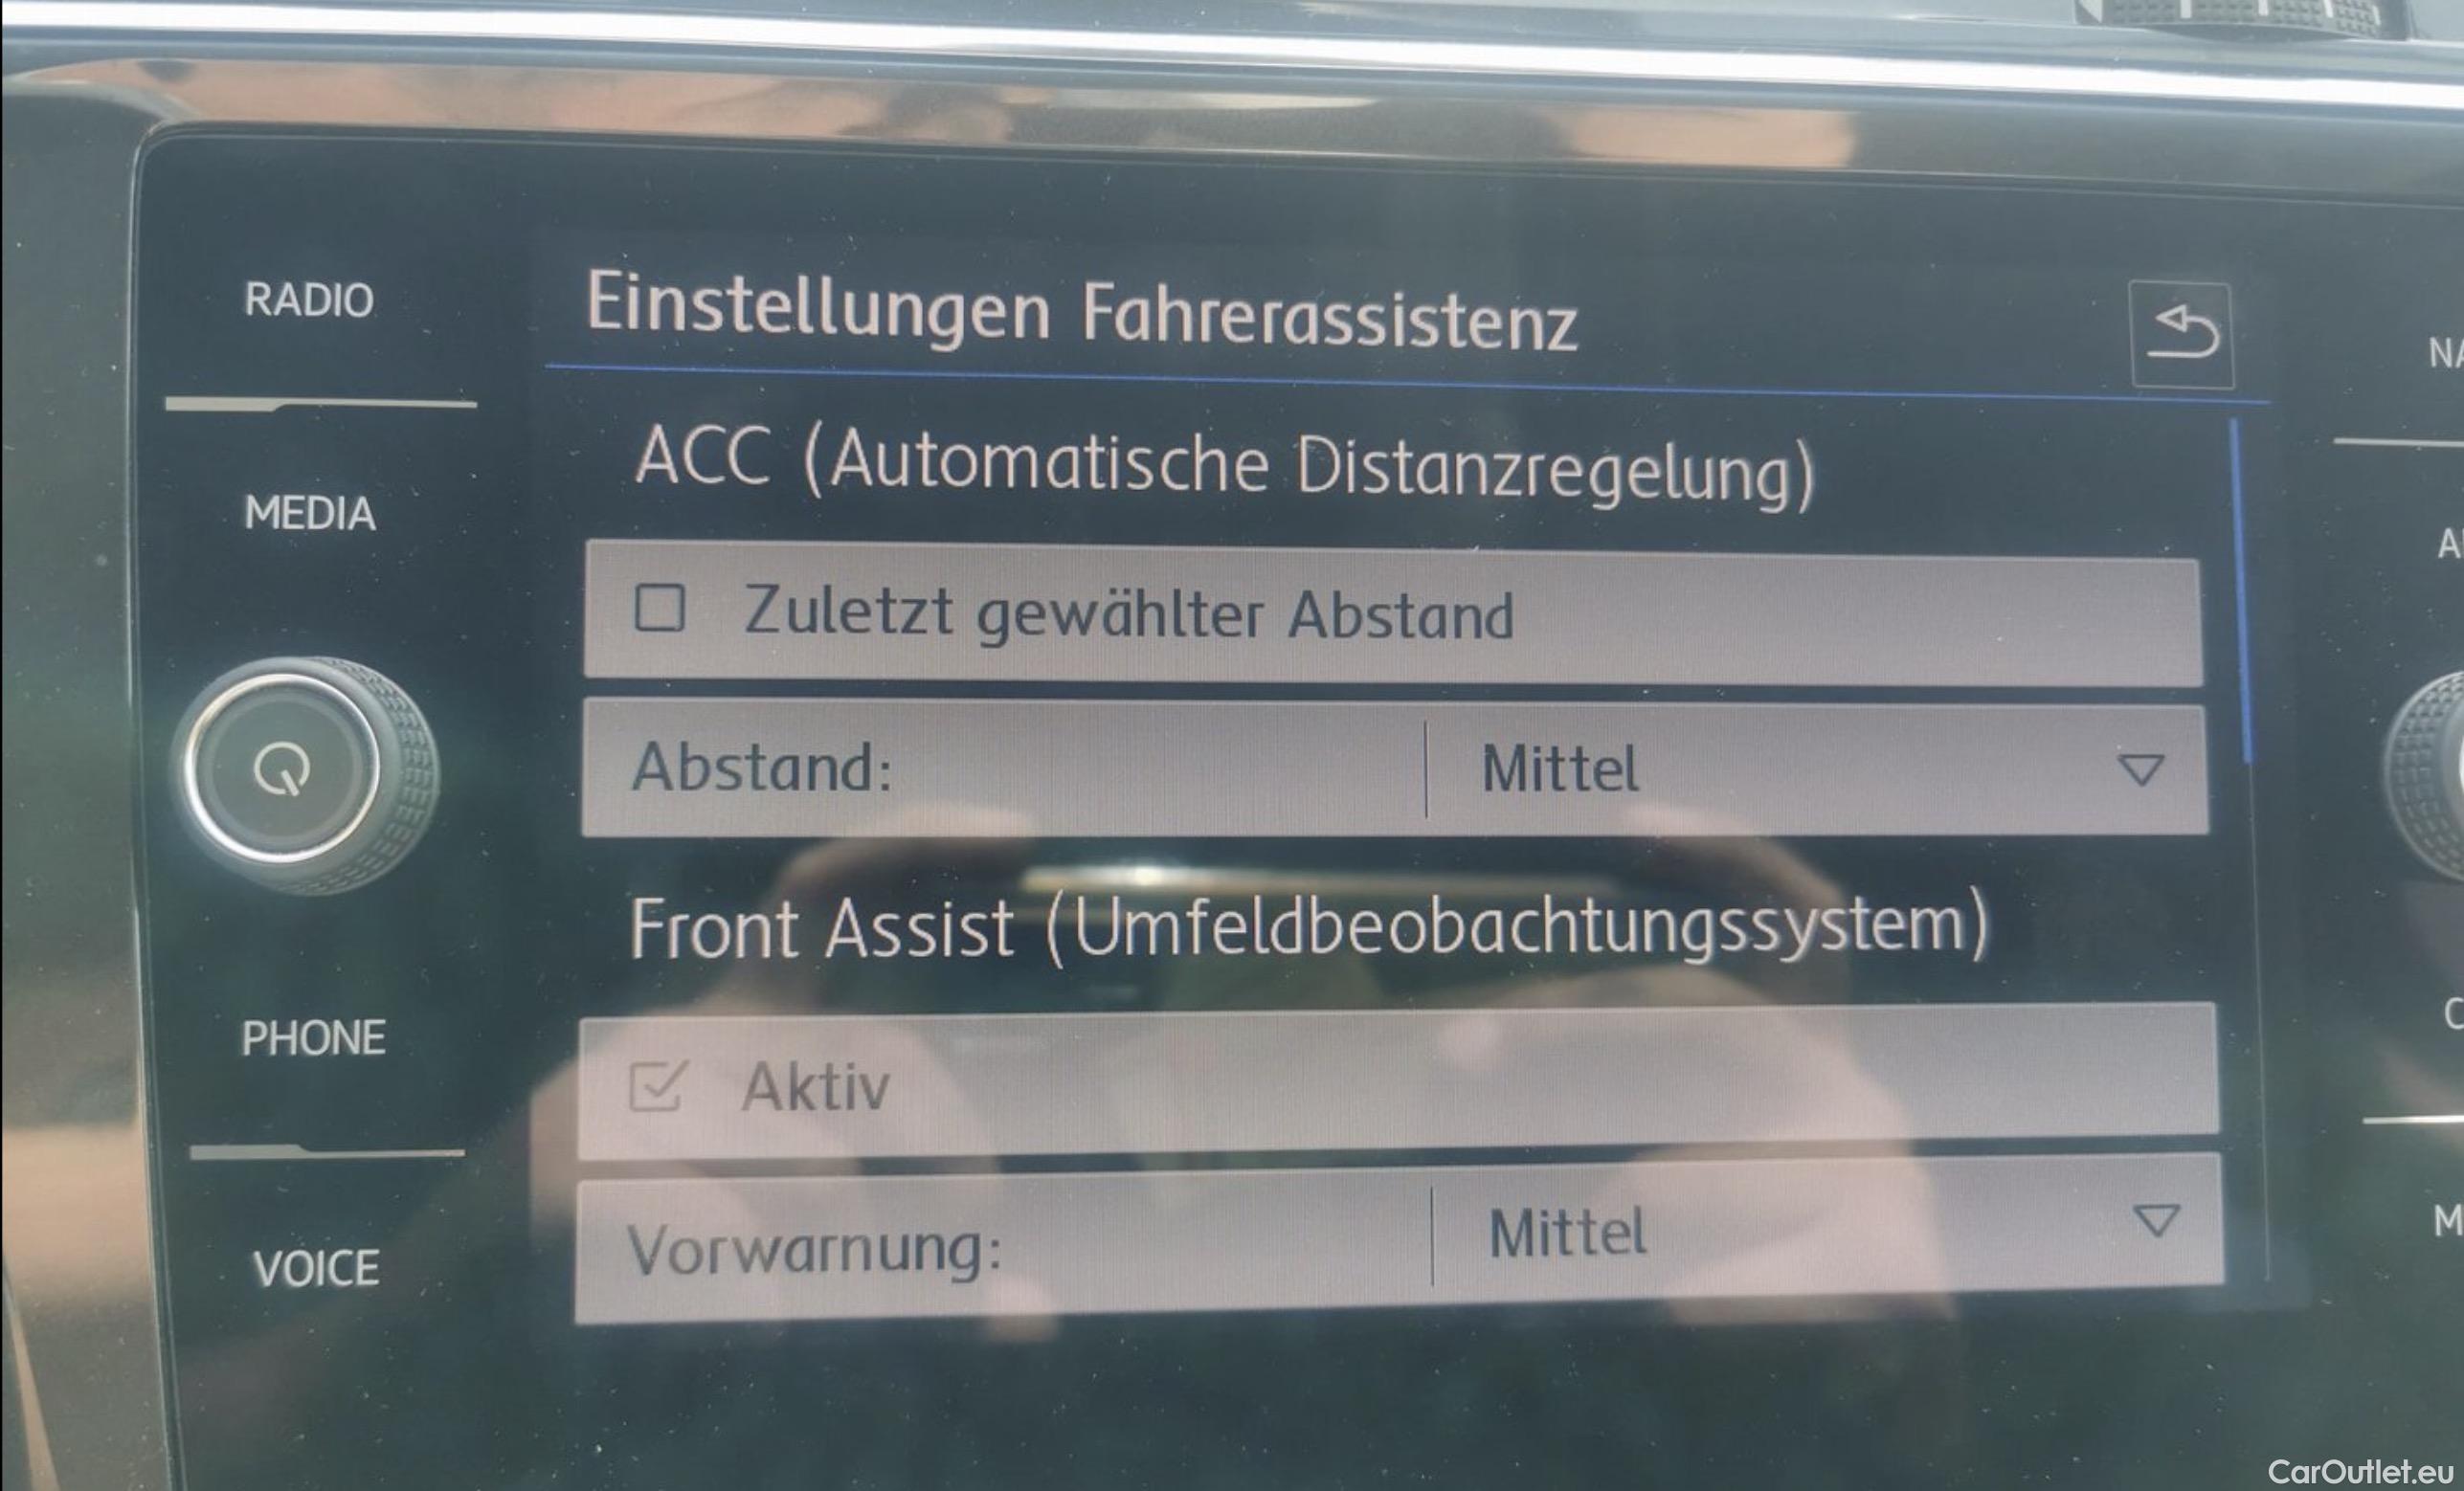 RADIO
MEDIA
PHONE
VOICE
Einstellungen Fahrerassistenz
ACC (Automatische Distanzregelung)
Zuletzt gewählter Abstand
Abstand: Mittel
Front Assist (Umfeldbeobachtungssystem)
Aktiv
Vorwarnung: Mittel
CarOutlet.eu